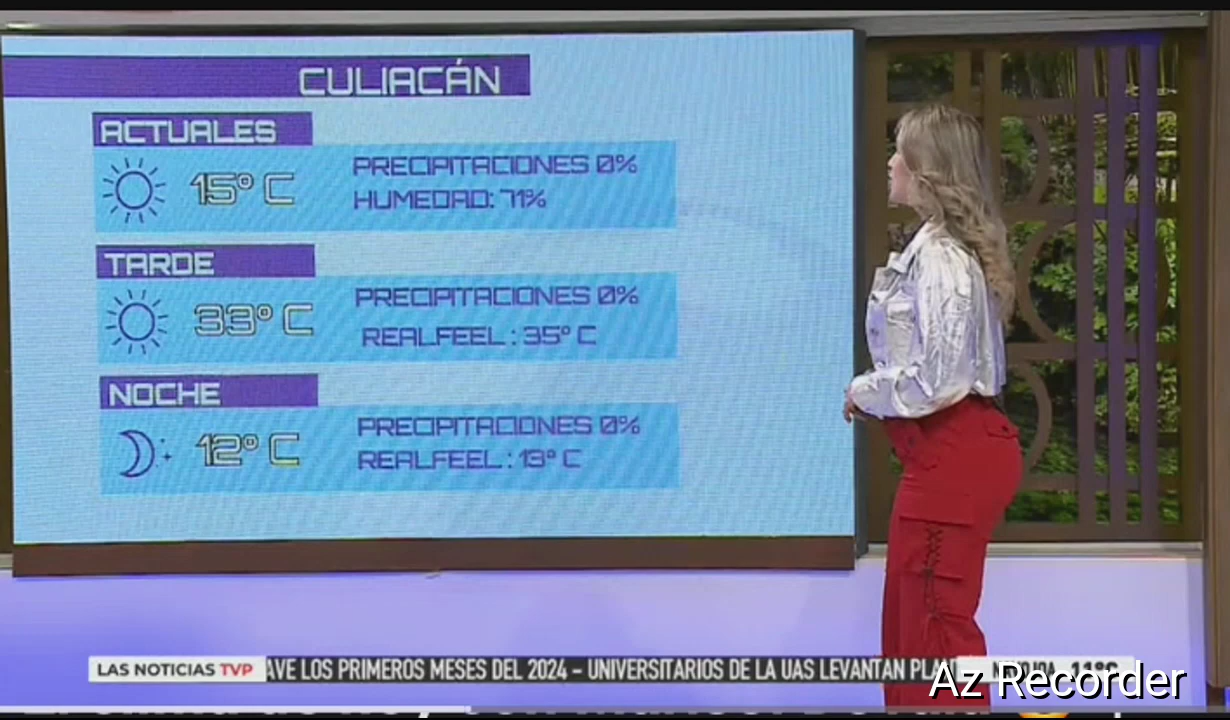 CULIACÁN
ACTUALES
15° C
PRECIPITACIONES 0%
HUMEDAD: 71%
TARDE
33° C
PRECIPITACIONES 0%
REALFEEL : 35° C
NOCHE
12° C
PRECIPITACIONES 0%
REALFEEL : 13° C
LAS NOTICIAS TVP
AVE LOS PRIMEROS MESES DEL 2024 - UNIVERSITARIOS DE LA UAS LEVANTAN
11°C
Az Recorder